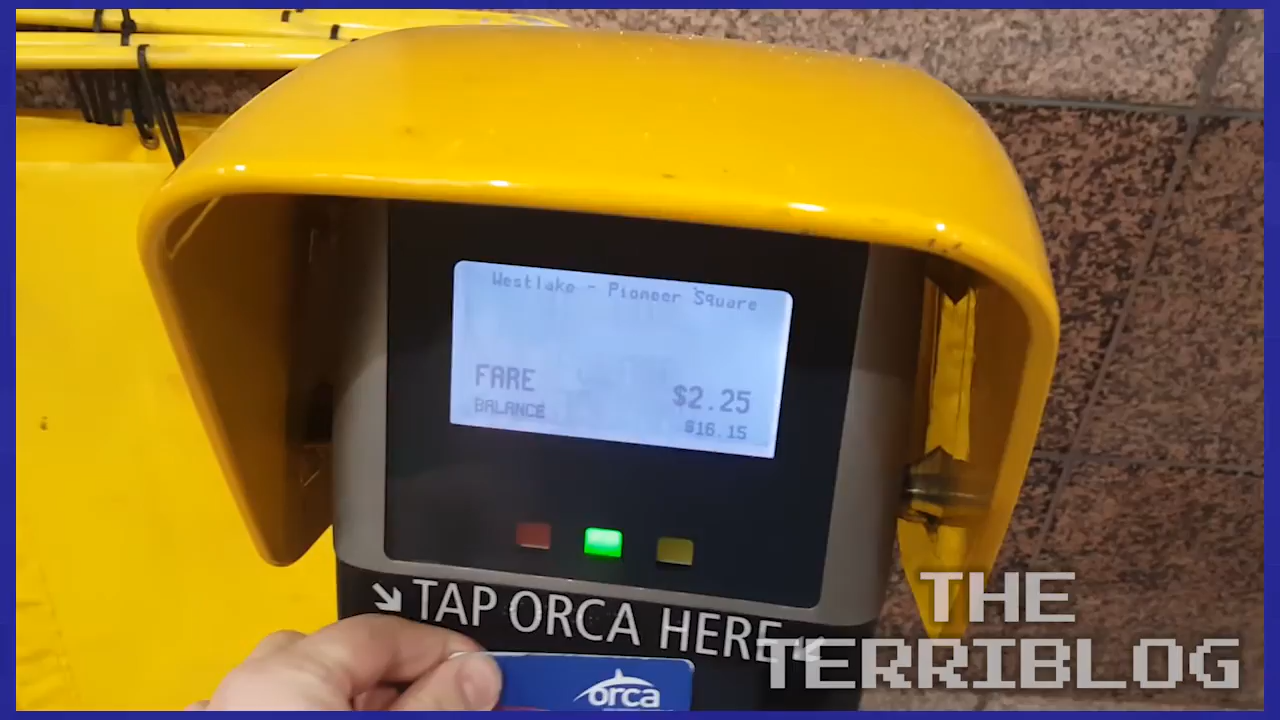 Westlake - Pioneer Square
FARE $2.25
BALANCE $16.15
TAP ORCA HERE
orca
THE
TERRIBLOG